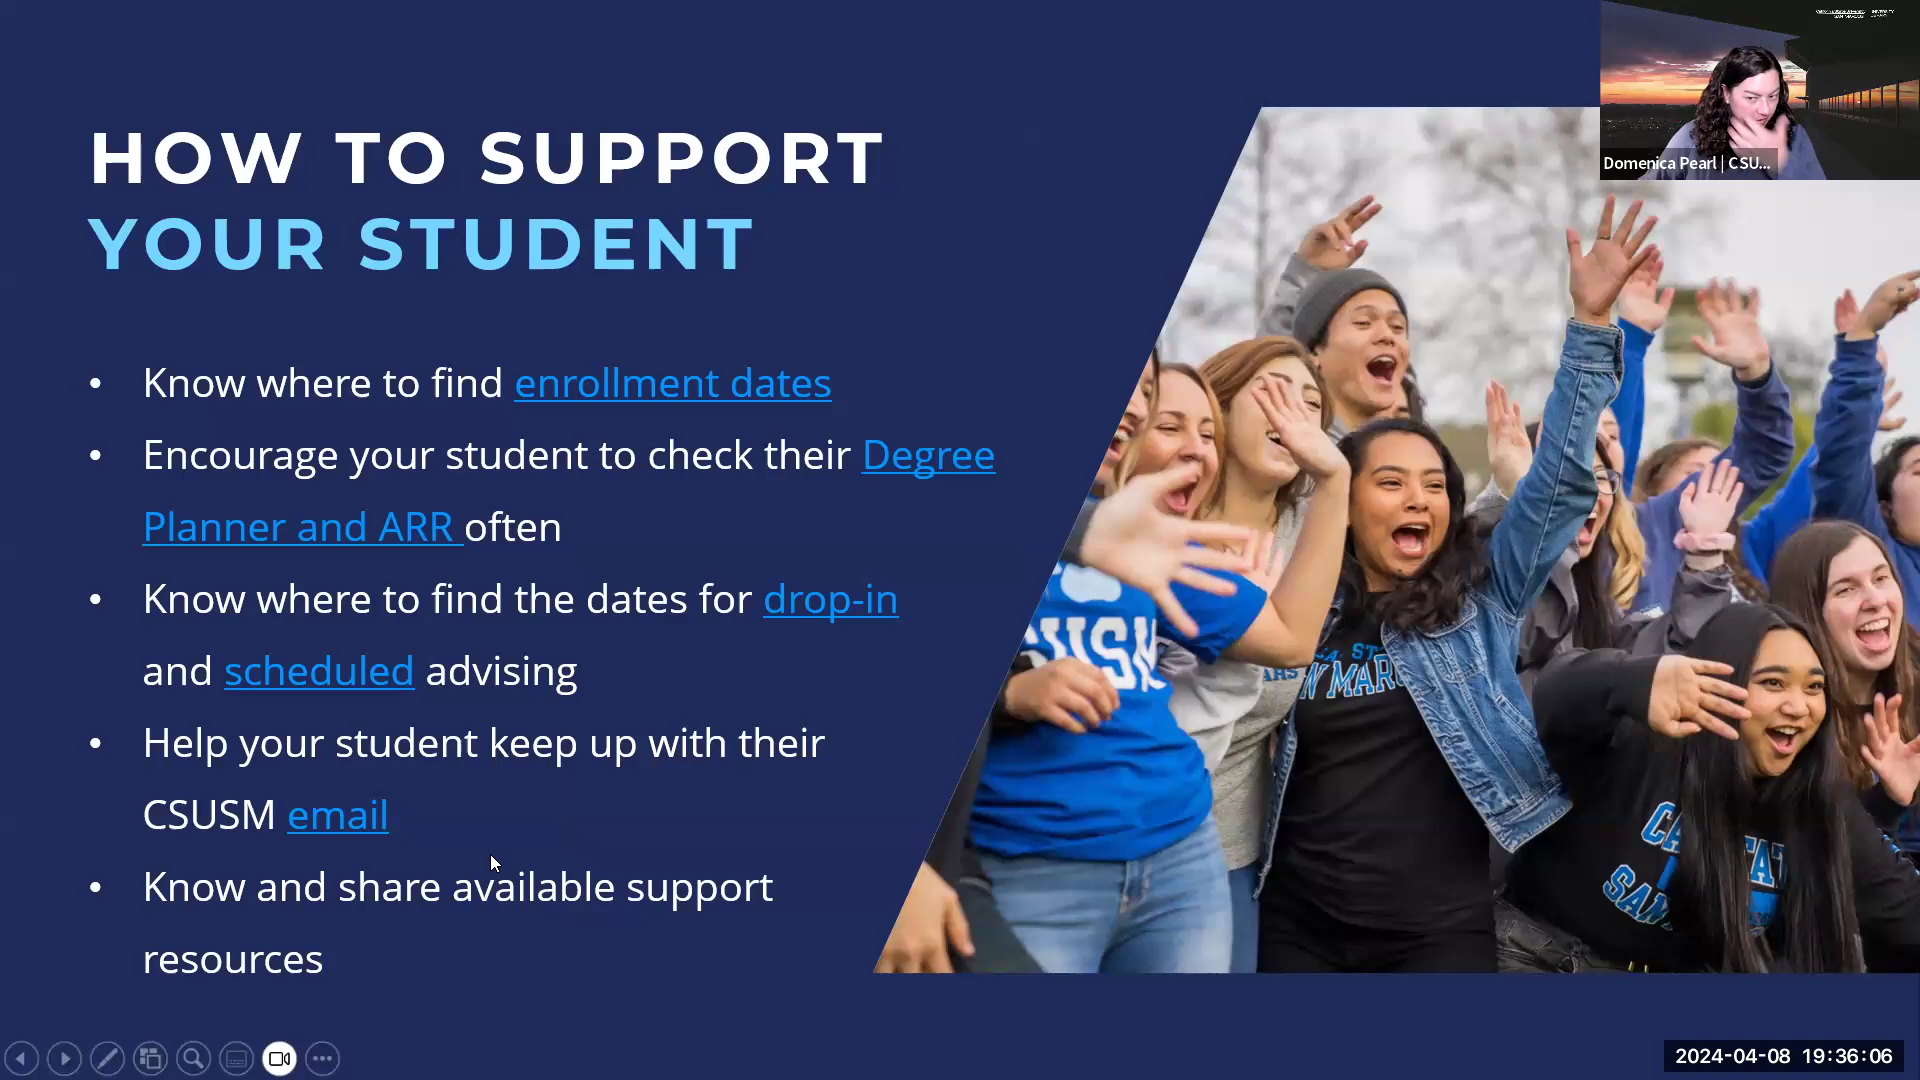 HOW TO SUPPORT
YOUR STUDENT
• Know where to find enrollment dates
• Encourage your student to check their Degree
Planner and ARR often
• Know where to find the dates for drop-in
and scheduled advising
• Help your student keep up with their
CSUSM email
• Know and share available support
resources
Domenica Pearl | CSU...
2024-04-08 19:36:06